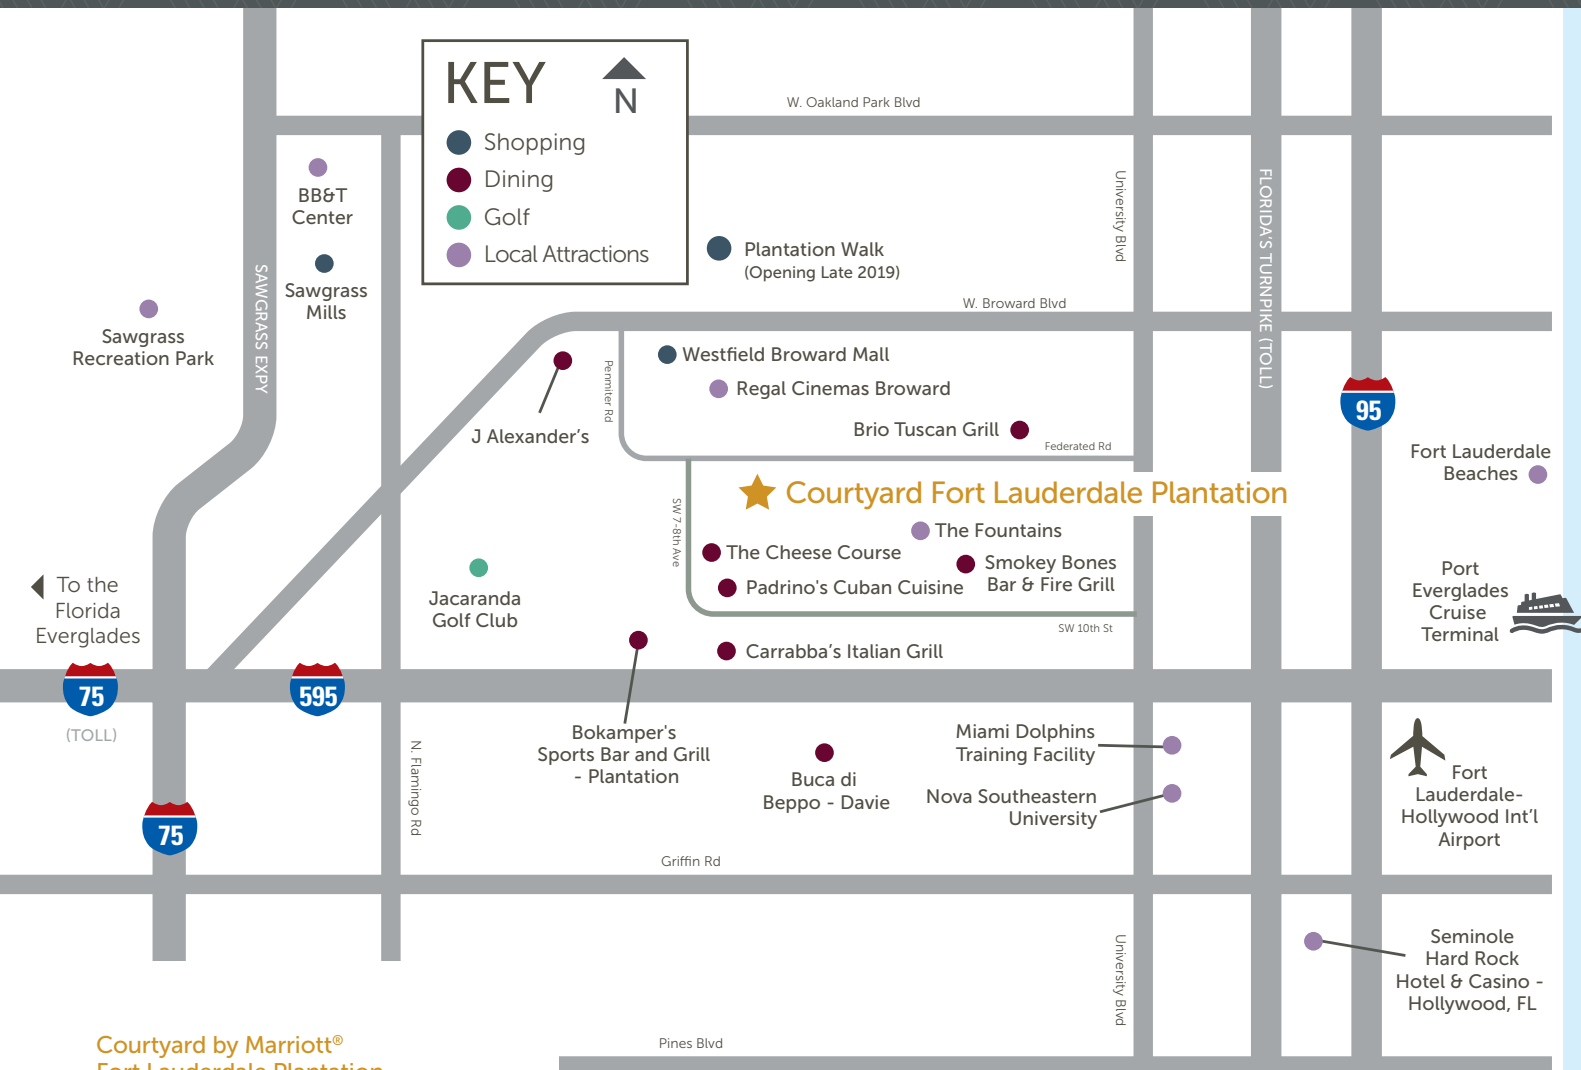 KEY
N
Shopping
Dining
Golf
Local Attractions
W. Oakland Park Blvd
BB&T
Center
Sawgrass
Mills
Sawgrass
Recreation Park
SAWGRASS EXPY
Plantation Walk
(Opening Late 2019)
University Blvd
FLORIDA'S TURNPIKE (TOLL)
W. Broward Blvd
Westfield Broward Mall
Penmiter Rd
Regal Cinemas Broward
J Alexander's
Brio Tuscan Grill
Federated Rd
95
Fort Lauderdale
Beaches
Courtyard Fort Lauderdale Plantation
SW 7-8th Ave
The Fountains
The Cheese Course
Smokey Bones
Bar & Fire Grill
Padrino's Cuban Cuisine
Jacaranda
Golf Club
To the
Florida
Everglades
Port
Everglades
Cruise
Terminal
SW 10th St
Carrabba's Italian Grill
75
(TOLL)
595
Bokamper's
Sports Bar and Grill
- Plantation
Buca di
Beppo - Davie
Miami Dolphins
Training Facility
Nova Southeastern
University
Fort
Lauderdale-
Hollywood Int'l
Airport
N. Flamingo Rd
75
Griffin Rd
University Blvd
Seminole
Hard Rock
Hotel & Casino -
Hollywood, FL
Pines Blvd
Courtyard by Marriott®
Fort Lauderdale Plantation